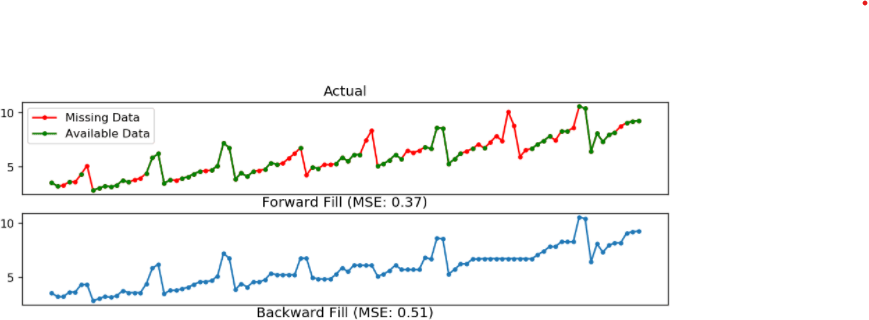 Actual
10
Missing Data
Available Data
5
Forward Fill (MSE: 0.37)
10
5
Backward Fill (MSE: 0.51)